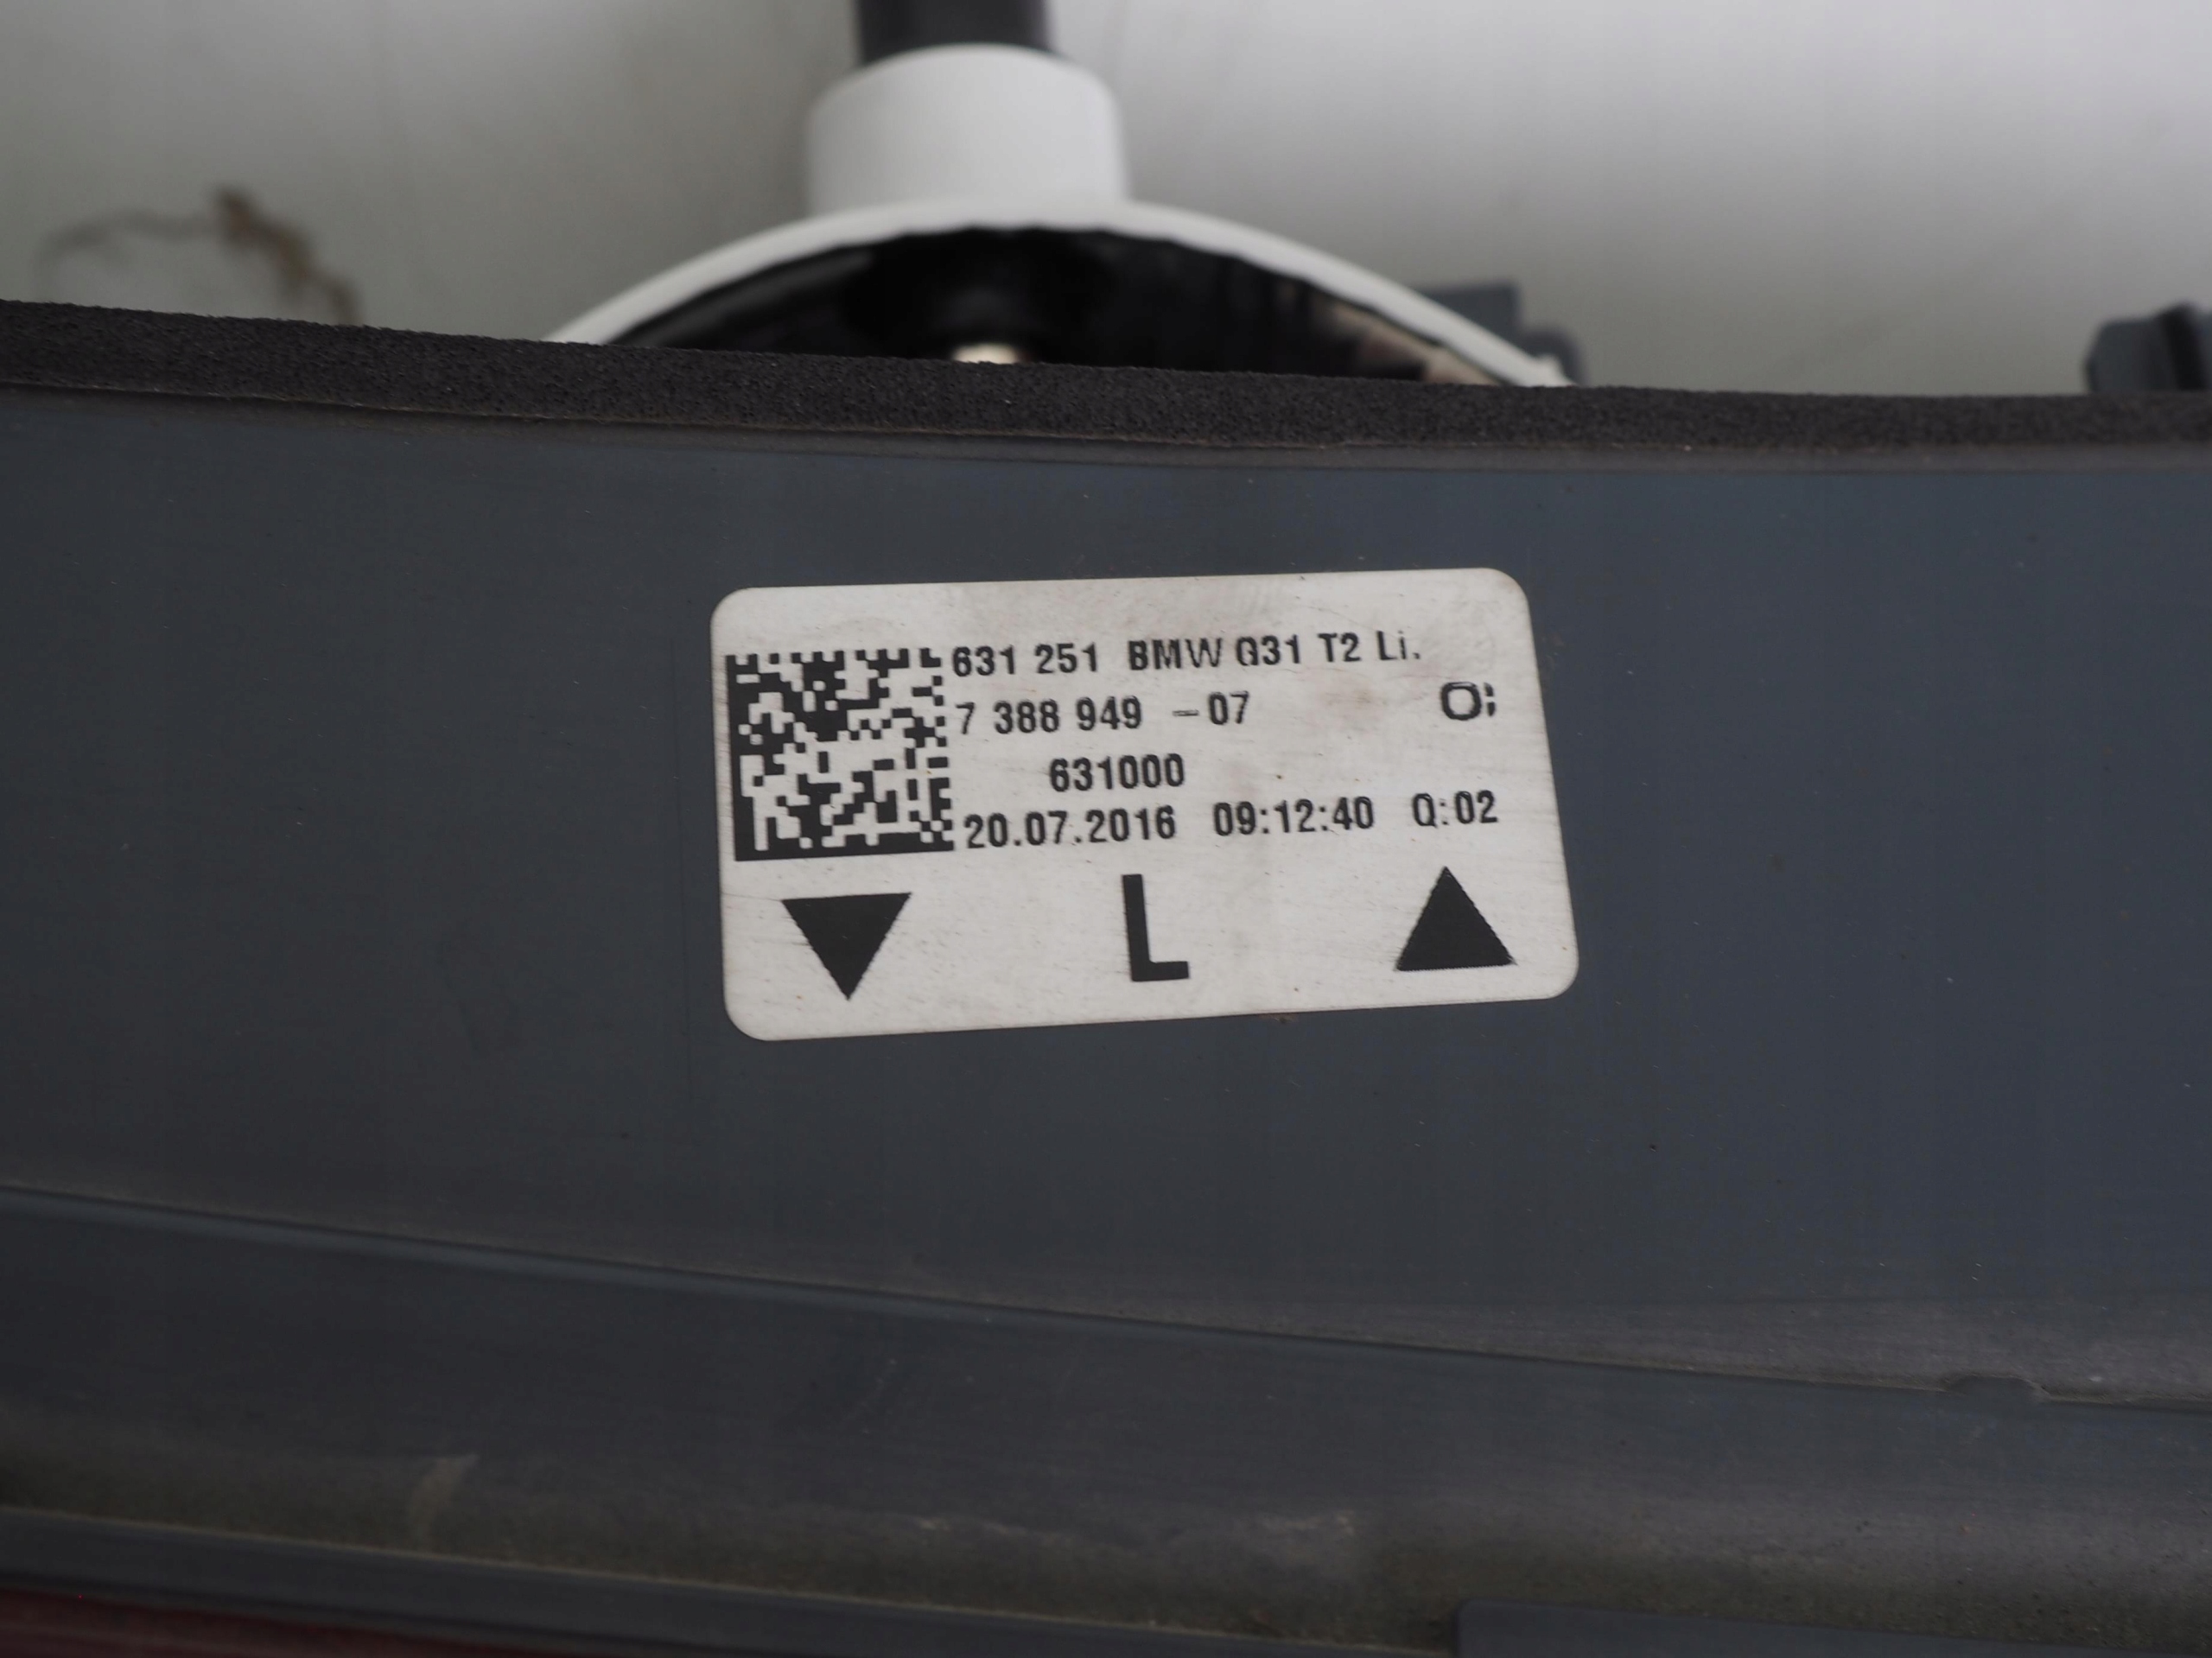 631 251 BMW G31 T2 Li.
7 388 949 -07
631000
20.07.2016 09:12:40 Q:02
L